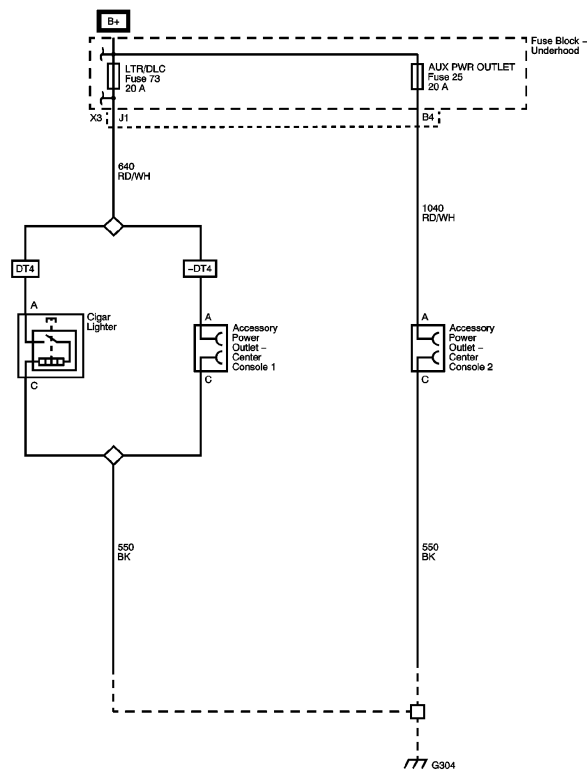 B+
Fuse Block –
Underhood
LTR/DLC
Fuse 73
20 A
AUX PWR OUTLET
Fuse 25
20 A
X3
J1
B4
640
RD/WH
1040
RD/WH
DT4
–DT4
A
Cigar
Lighter
C
A
Accessory
Power
Outlet –
Center
Console 1
C
A
Accessory
Power
Outlet –
Center
Console 2
C
550
BK
550
BK
G304